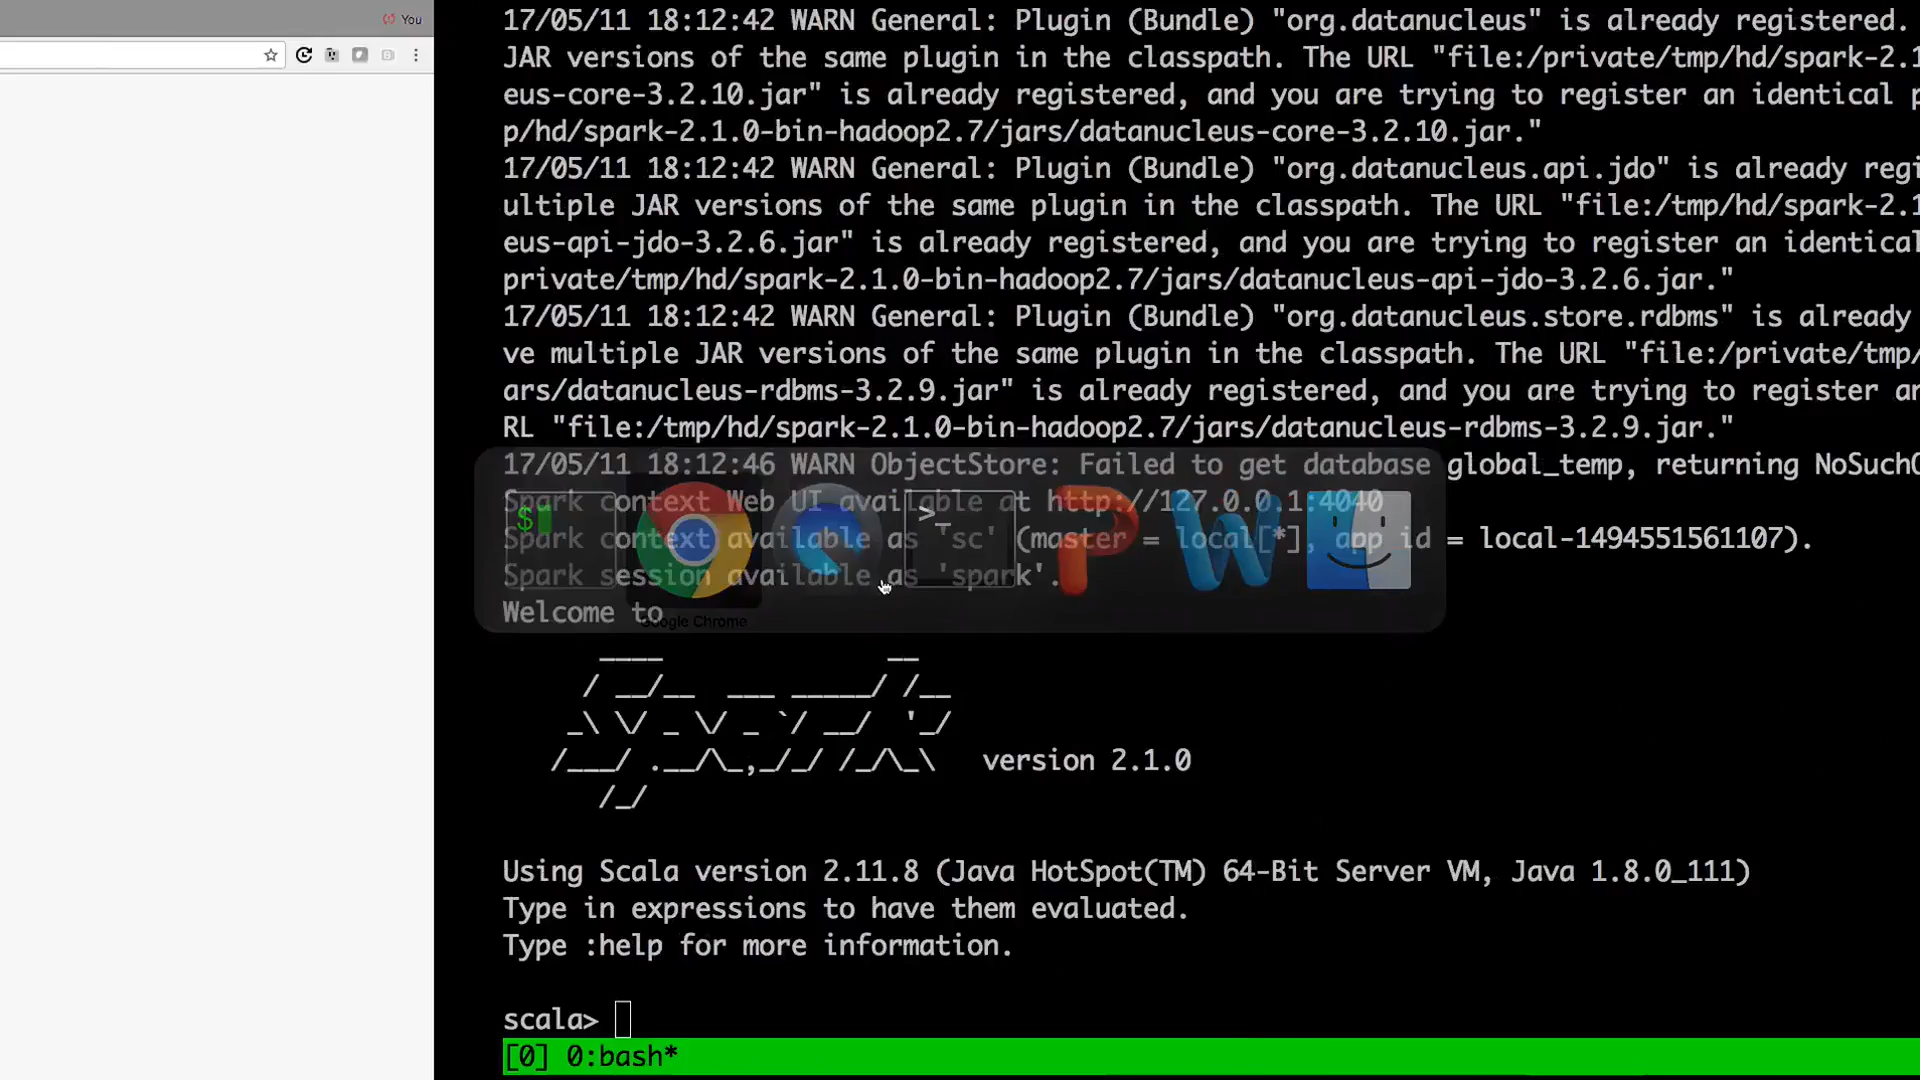 You
17/05/11 18:12:42 WARN General: Plugin (Bundle) "org.datanucleus" is already registered.
JAR versions of the same plugin in the classpath. The URL "file:/private/tmp/hd/spark-2.1
eus-core-3.2.10.jar" is already registered, and you are trying to register an identical p
p/hd/spark-2.1.0-bin-hadoop2.7/jars/datanucleus-core-3.2.10.jar."
17/05/11 18:12:42 WARN General: Plugin (Bundle) "org.datanucleus.api.jdo" is already regi
ultiple JAR versions of the same plugin in the classpath. The URL "file:/tmp/hd/spark-2.1
eus-api-jdo-3.2.6.jar" is already registered, and you are trying to register an identical
private/tmp/hd/spark-2.1.0-bin-hadoop2.7/jars/datanucleus-api-jdo-3.2.6.jar."
17/05/11 18:12:42 WARN General: Plugin (Bundle) "org.datanucleus.store.rdbms" is already
ve multiple JAR versions of the same plugin in the classpath. The URL "file:/private/tmp/
ars/datanucleus-rdbms-3.2.9.jar" is already registered, and you are trying to register an
RL "file:/tmp/hd/spark-2.1.0-bin-hadoop2.7/jars/datanucleus-rdbms-3.2.9.jar."
17/05/11 18:12:46 WARN ObjectStore: Failed to get database global_temp, returning NoSuchO
Spark context Web UI available at http://127.0.0.1:4040
Spark context available as 'sc' (master = local[*], app id = local-1494551561107).
Spark session available as 'spark'.
Welcome to
Google Chrome
Spark version 2.1.0
Using Scala version 2.11.8 (Java HotSpot(TM) 64-Bit Server VM, Java 1.8.0_111)
Type in expressions to have them evaluated.
Type :help for more information.
scala>
[0] 0:bash*